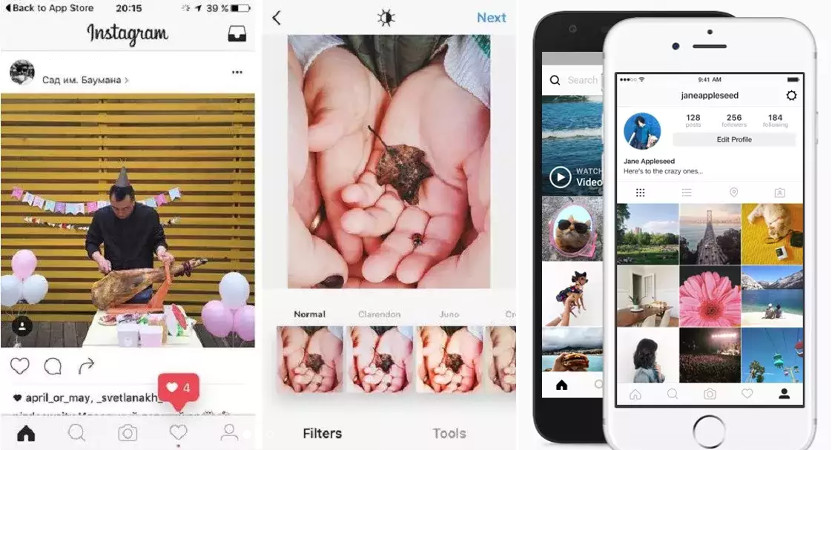 Back to App Store 20:15 39 %
Instagram
Сад им. Баумана >
4
april_or_may, _svetlanakh_
Next
Normal Clarendon Juno
Filters Tools
Search
WATCH
Video
9:41 AM
jananeappleseed
128 256 184
posts followers following
Edit Profile
Jane Appleseed
Here's to the crazy ones...